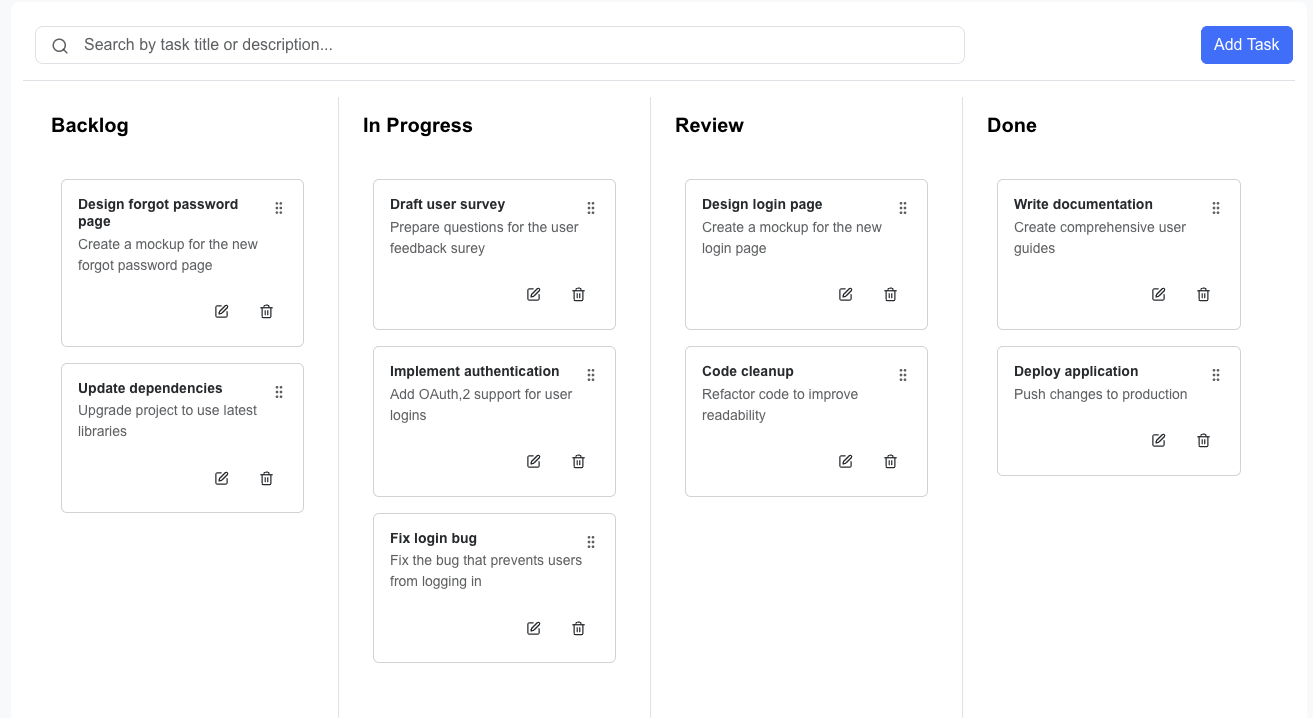 Search by task title or description...
Add Task
Backlog
Design forgot password
page
Create a mockup for the new
forgot password page
Update dependencies
Upgrade project to use latest
libraries
In Progress
Draft user survey
Prepare questions for the user
feedback surey
Implement authentication
Add OAuth,2 support for user
logins
Fix login bug
Fix the bug that prevents users
from logging in
Review
Design login page
Create a mockup for the new
login page
Code cleanup
Refactor code to improve
readability
Done
Write documentation
Create comprehensive user
guides
Deploy application
Push changes to production